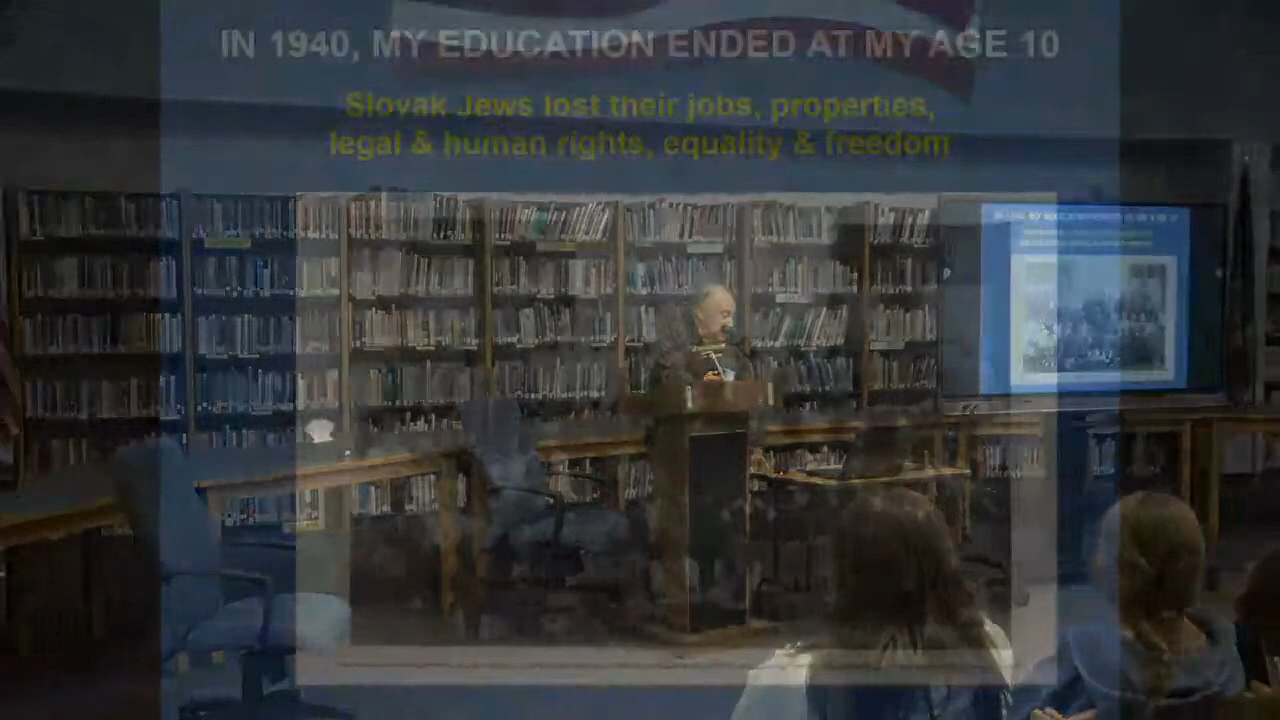 IN 1940, MY EDUCATION ENDED AT MY AGE 10
Slovak Jews lost their jobs, properties,
legal & human rights, equality & freedom